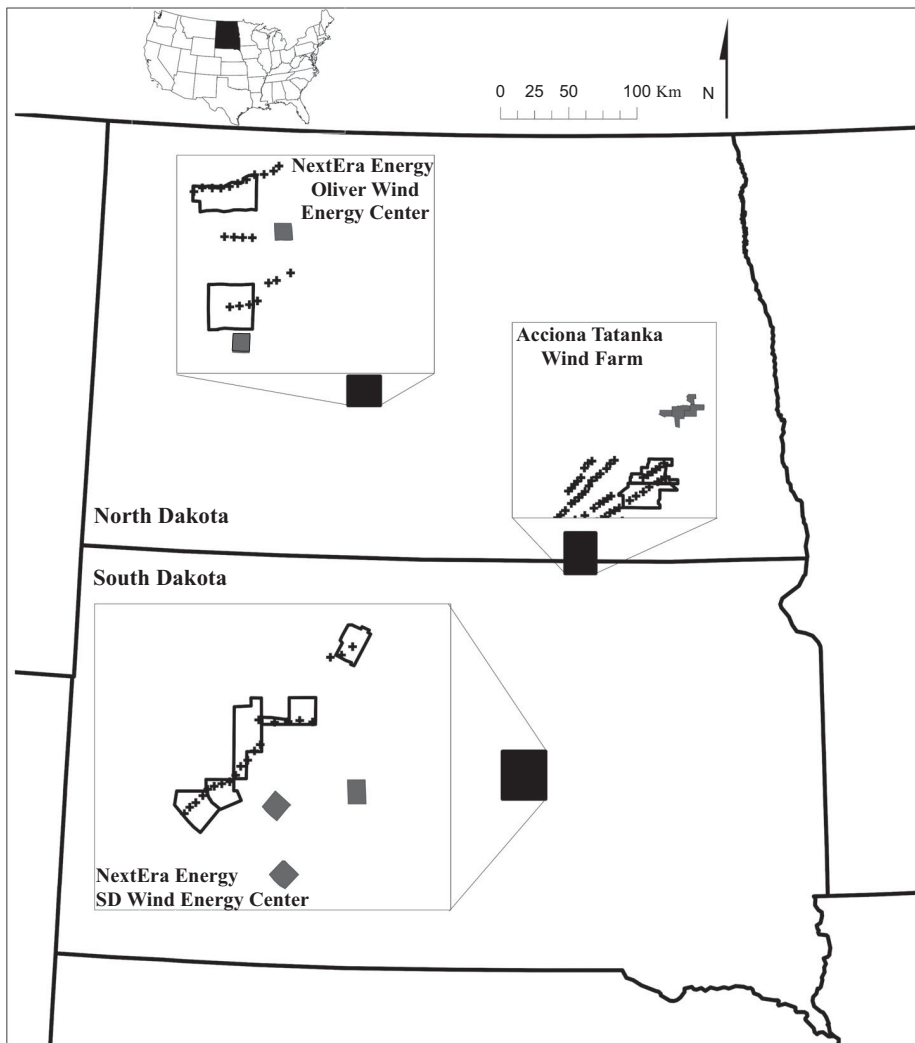 0 25 50 100 Km
N
NextEra Energy
Oliver Wind
Energy Center
Acciona Tatanka
Wind Farm
North Dakota
South Dakota
NextEra Energy
SD Wind Energy Center